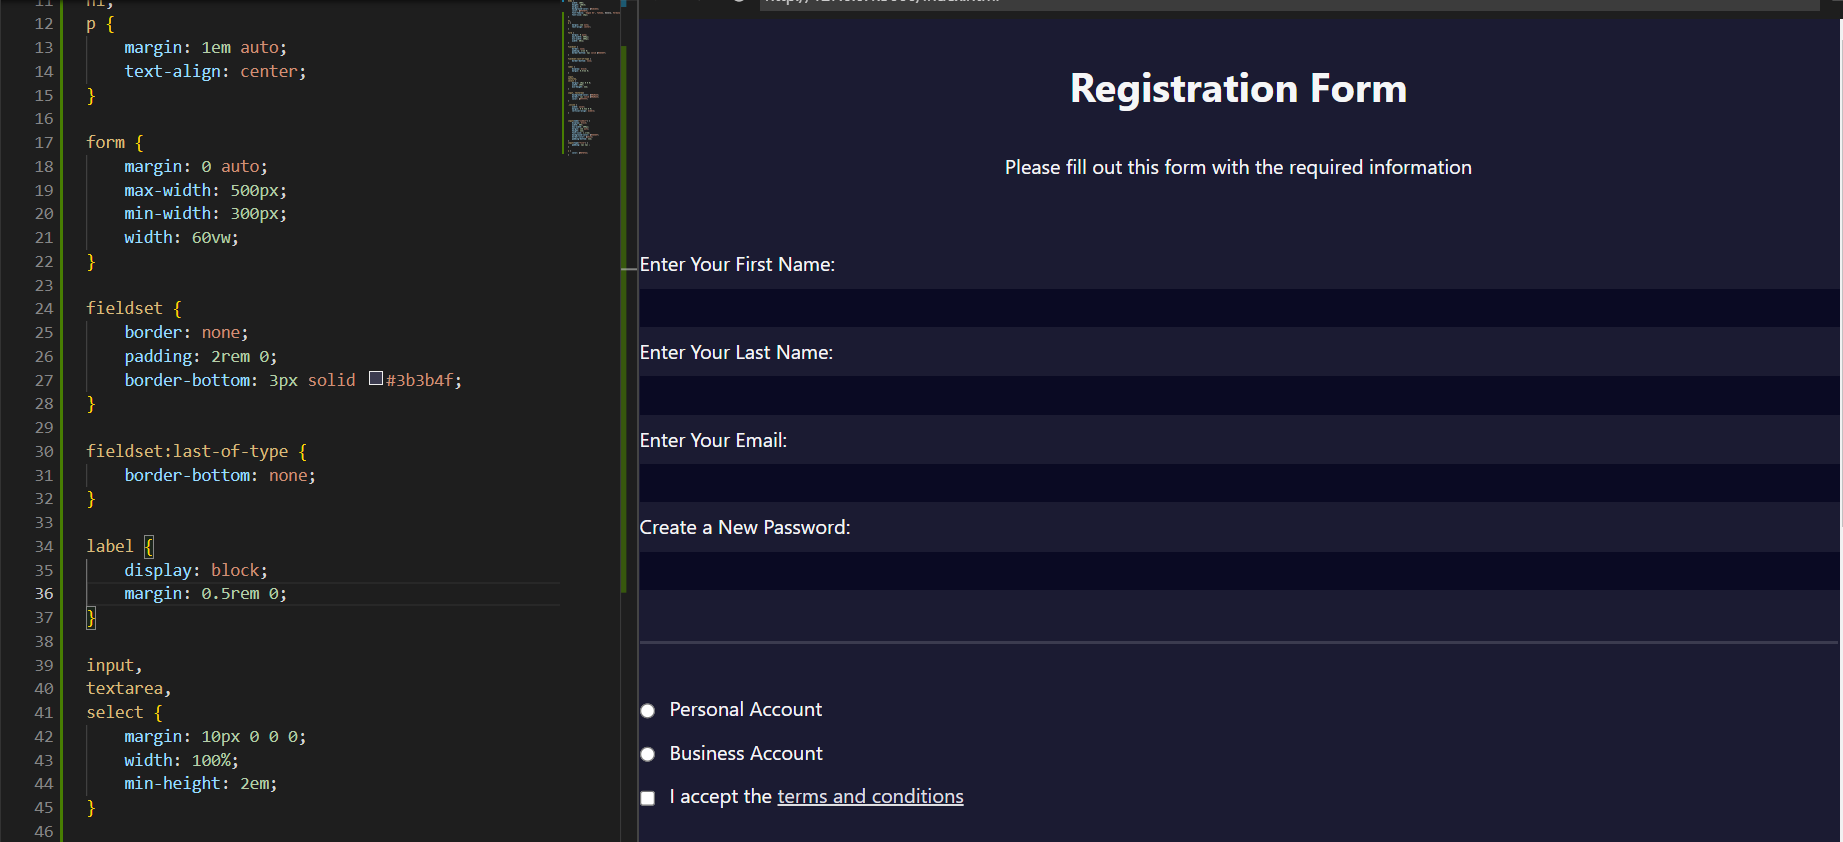 11 h1,
12 p {
13 margin: 1em auto;
14 text-align: center;
15 }
16
17 form {
18 margin: 0 auto;
19 max-width: 500px;
20 min-width: 300px;
21 width: 60vw;
22 }
23
24 fieldset {
25 border: none;
26 padding: 2rem 0;
27 border-bottom: 3px solid #3b3b4f;
28 }
29
30 fieldset:last-of-type {
31 border-bottom: none;
32 }
33
34 label {
35 display: block;
36 margin: 0.5rem 0;
37 }
38
39 input,
40 textarea,
41 select {
42 margin: 10px 0 0 0;
43 width: 100%;
44 min-height: 2em;
45 }
46
Registration Form
Please fill out this form with the required information
Enter Your First Name:
Enter Your Last Name:
Enter Your Email:
Create a New Password:
Personal Account
Business Account
I accept the terms and conditions